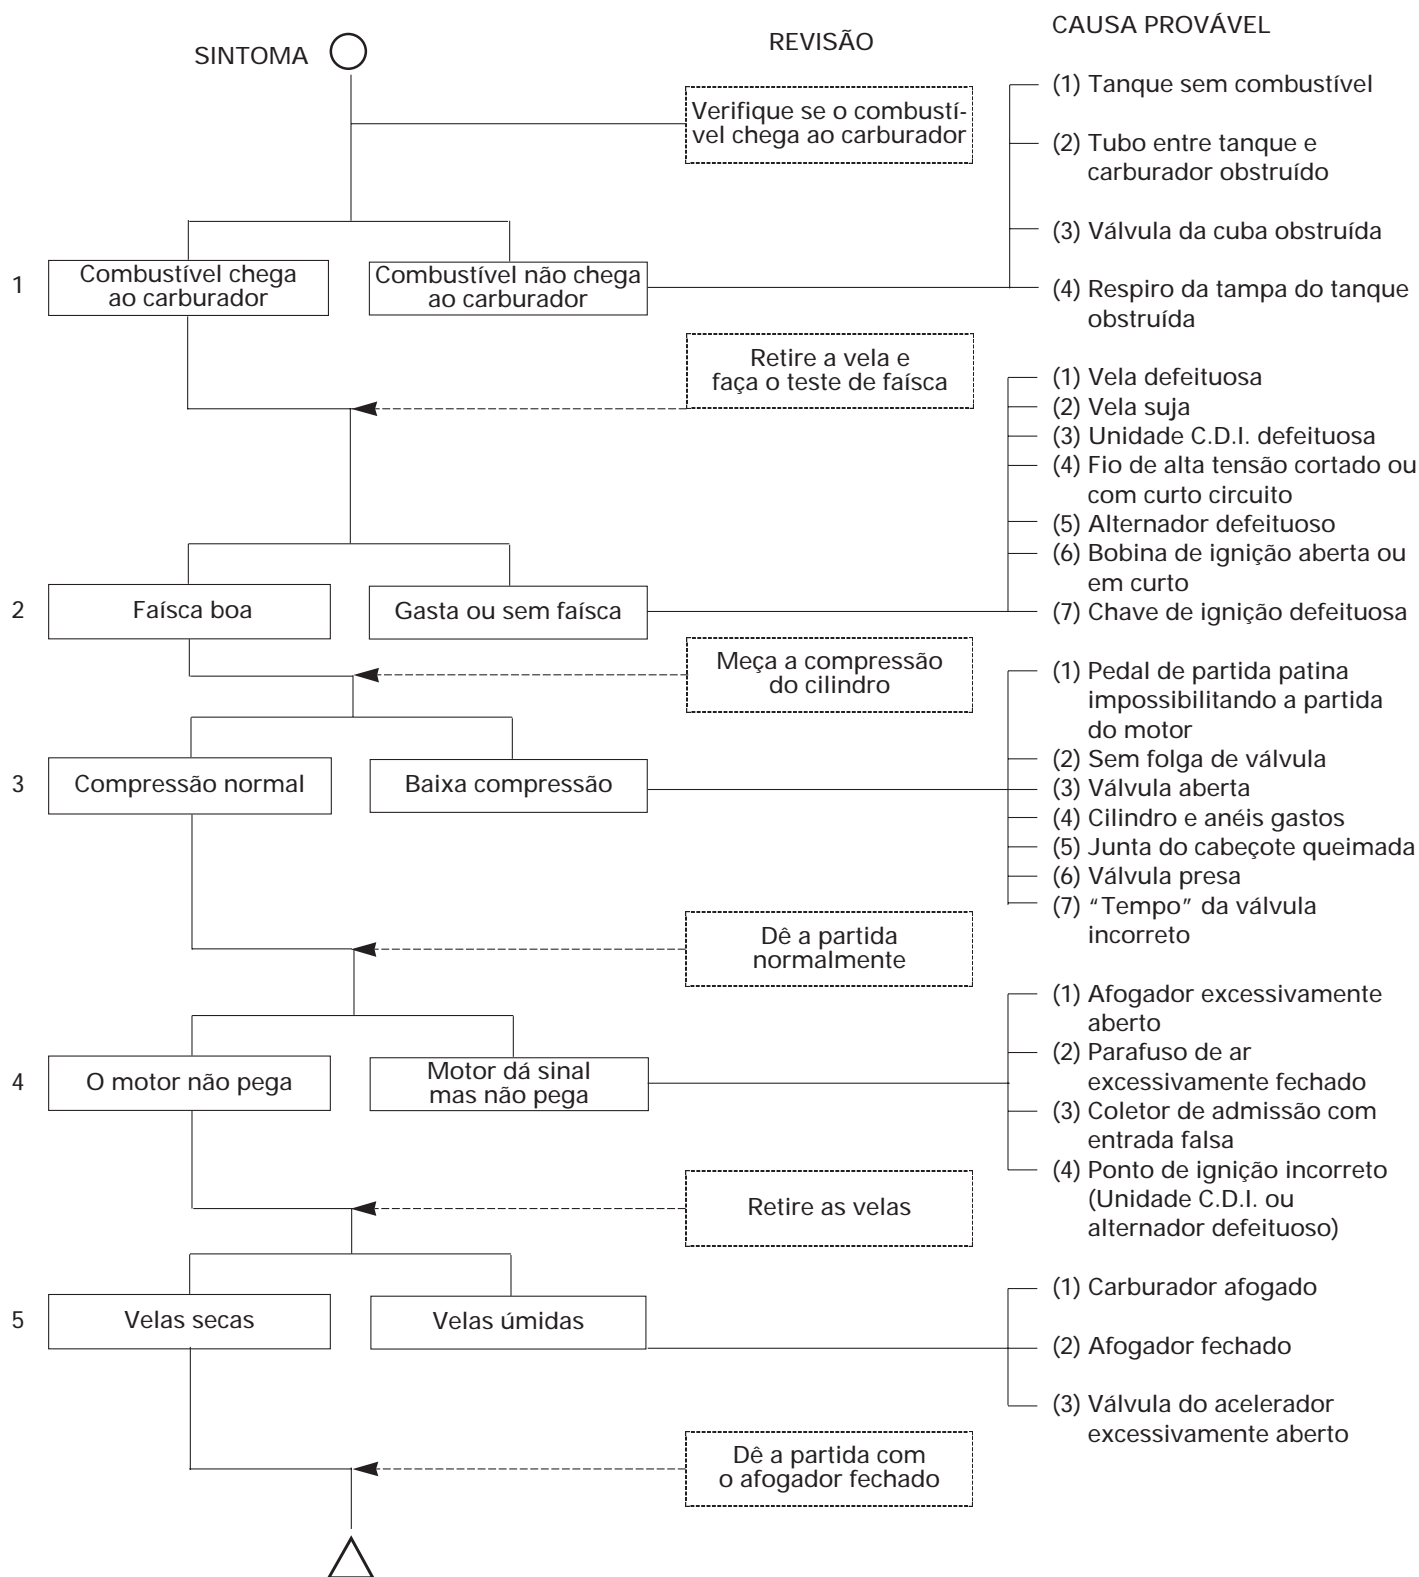 SINTOMA
REVISÃO
CAUSA PROVÁVEL
Verifique se o combustí-
vel chega ao carburador
(1) Tanque sem combustível
(2) Tubo entre tanque e
carburador obstruído
(3) Válvula da cuba obstruída
(4) Respiro da tampa do tanque
obstruída
1
Combustível chega
ao carburador
Combustível não chega
ao carburador
Retire a vela e
faça o teste de faísca
(1) Vela defeituosa
(2) Vela suja
(3) Unidade C.D.I. defeituosa
(4) Fio de alta tensão cortado ou
com curto circuito
(5) Alternador defeituoso
(6) Bobina de ignição aberta ou
em curto
(7) Chave de ignição defeituosa
2
Faísca boa
Gasta ou sem faísca
Meça a compressão
do cilindro
(1) Pedal de partida patina
impossibilitando a partida
do motor
(2) Sem folga de válvula
(3) Válvula aberta
(4) Cilindro e anéis gastos
(5) Junta do cabeçote queimada
(6) Válvula presa
(7) “Tempo” da válvula
incorreto
3
Compressão normal
Baixa compressão
Dê a partida
normalmente
(1) Afogador excessivamente
aberto
(2) Parafuso de ar
excessivamente fechado
(3) Coletor de admissão com
entrada falsa
(4) Ponto de ignição incorreto
(Unidade C.D.I. ou
alternador defeituoso)
4
O motor não pega
Motor dá sinal
mas não pega
Retire as velas
(1) Carburador afogado
(2) Afogador fechado
(3) Válvula do acelerador
excessivamente aberto
5
Velas secas
Velas úmidas
Dê a partida com
o afogador fechado